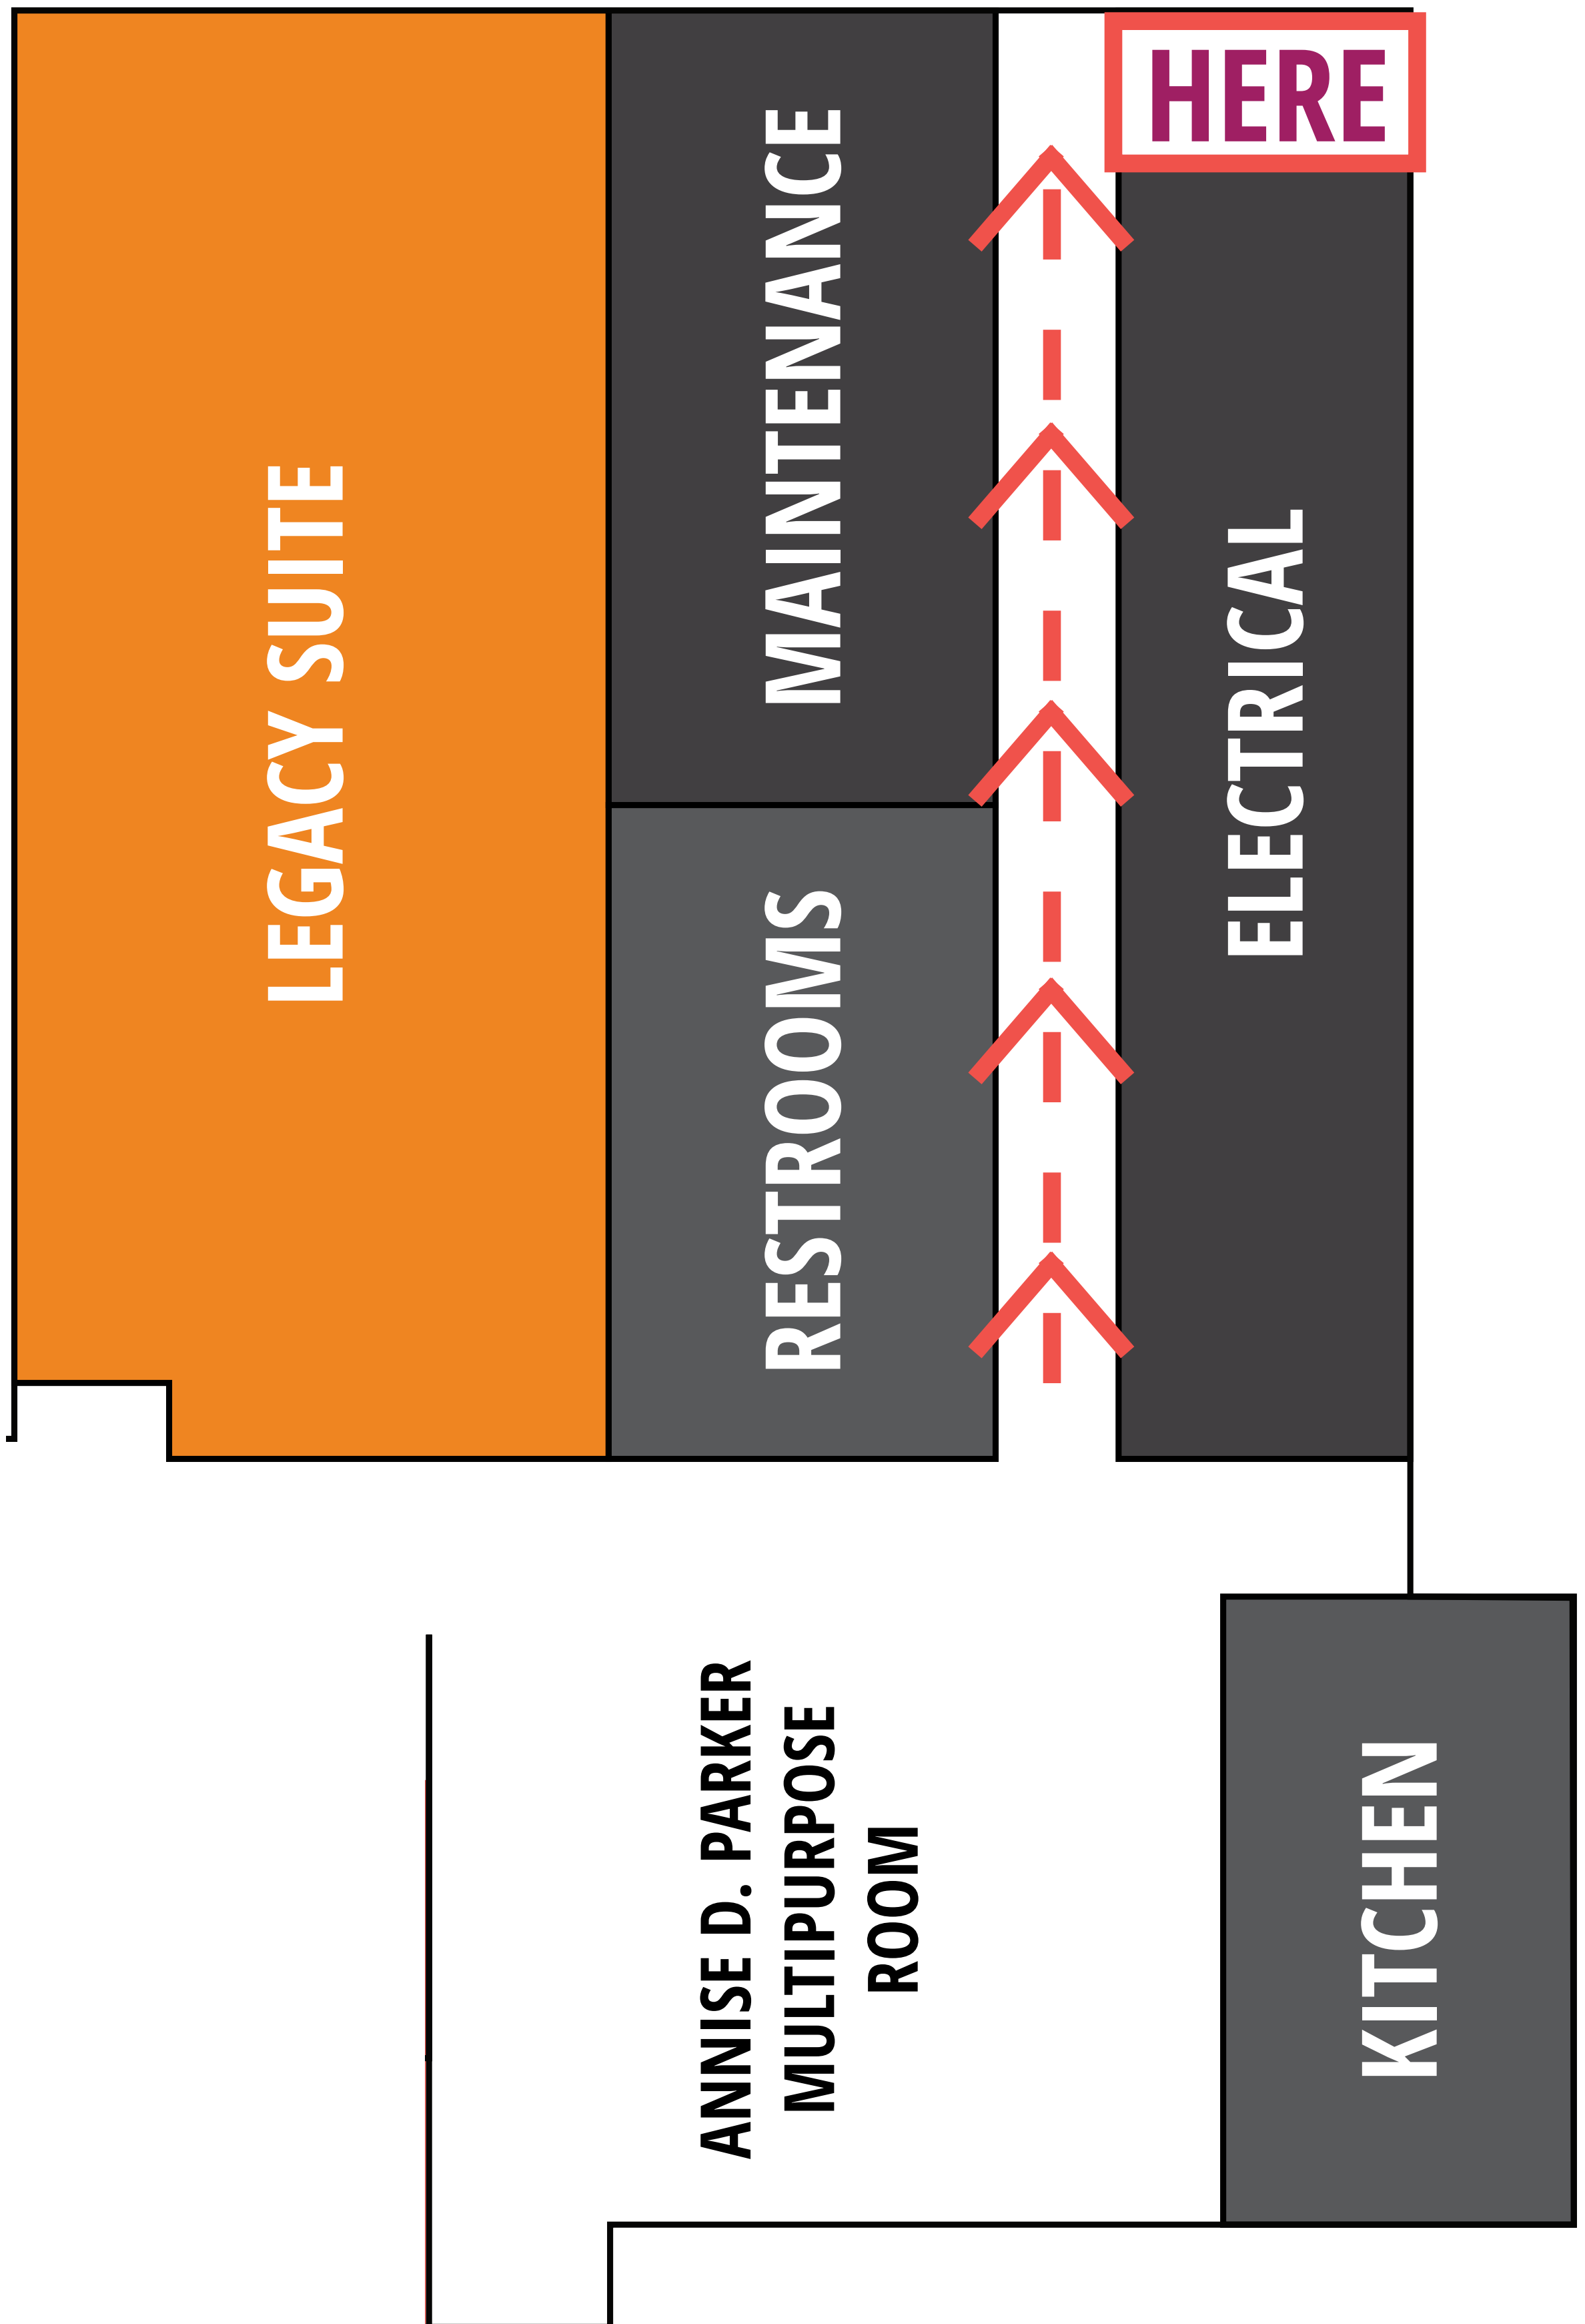 HERE
LEGACY SUITE
MAINTENANCE
RESTROOMS
ELECTRICAL
ANNISE D. PARKER
MULTIPURPOSE
ROOM
KITCHEN